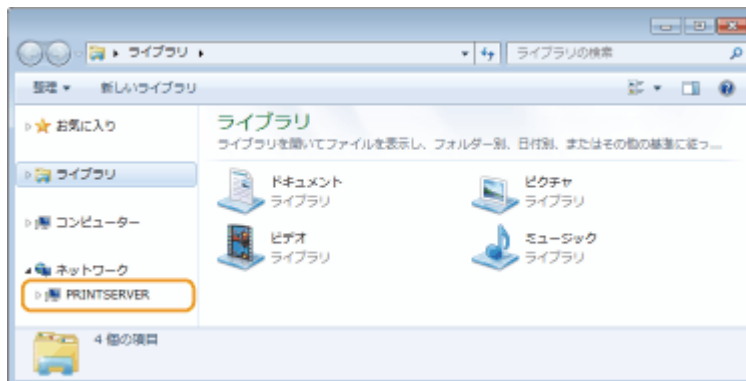 ライブラリ
ライブラリの検索
整理
新しいライブラリ
お気に入り
ライブラリ
コンピューター
ネットワーク
PRINTSERVER
ライブラリ
ライブラリを開いてファイルを表示し、フォルダー別、日付別、またはその他の基準に従っ...
ドキュメント
ライブラリ
ピクチャ
ライブラリ
ビデオ
ライブラリ
ミュージック
ライブラリ
4 個の項目